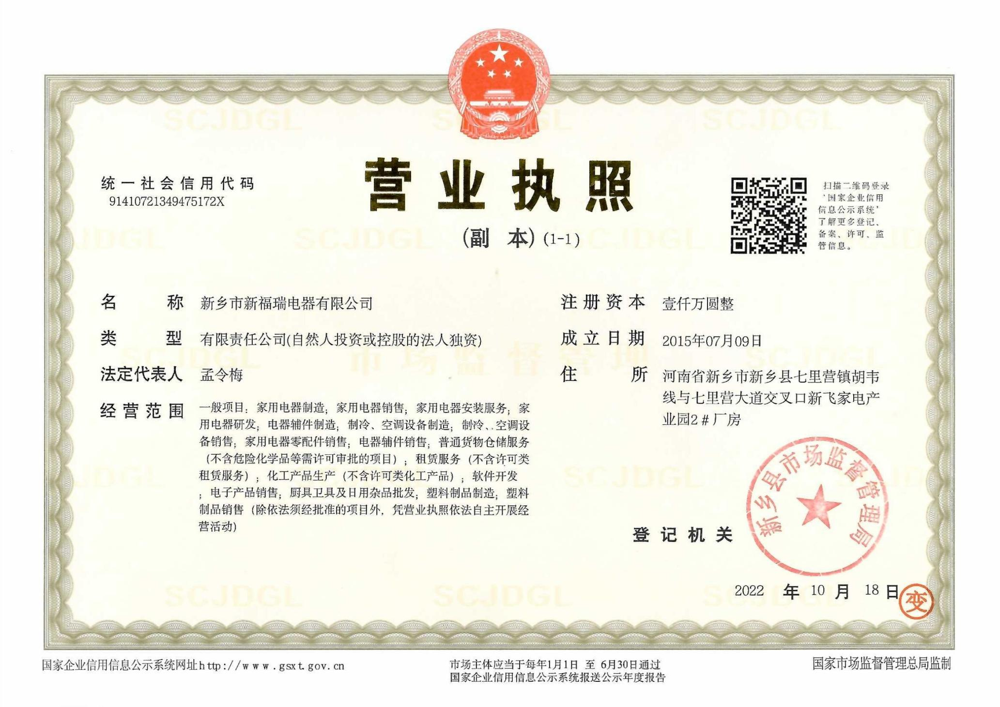 营业执照
(副 本)(1-1)
统一社会信用代码
91410721349475172X
扫描二维码登录
‘国家企业信用
信息公示系统’
了解更多登记、
备案、许可、监
管信息。
名 称 新乡市新福瑞电器有限公司
类 型 有限责任公司(自然人投资或控股的法人独资)
法定代表人 孟令梅
经营范围 一般项目：家用电器制造；家用电器销售；家用电器安装服务；家
用电器研发；电器辅件制造；制冷、空调设备制造；制冷、空调设
备销售；家用电器零配件销售；电器辅件销售；普通货物仓储服务
（不含危险化学品等需许可审批的项目）；租赁服务（不含许可类
租赁服务）；化工产品生产（不含许可类化工产品）；软件开发
；电子产品销售；厨具卫具及日用杂品批发；塑料制品制造；塑料
制品销售（除依法须经批准的项目外，凭营业执照依法自主开展经
营活动）
注册资本 壹仟万圆整
成立日期 2015年07月09日
住 所 河南省新乡市新乡县七里营镇胡韦
线与七里营大道交叉口新飞家电产
业园2＃厂房
登记机关
新乡县市场监督管理局
2022 年 10 月 18 日
变
国家企业信用信息公示系统网址http://www.gsxt.gov.cn
市场主体应当于每年1月1日 至 6月30日通过
国家企业信用信息公示系统报送公示年度报告
国家市场监督管理总局监制
SCJDGL
市场监督管理